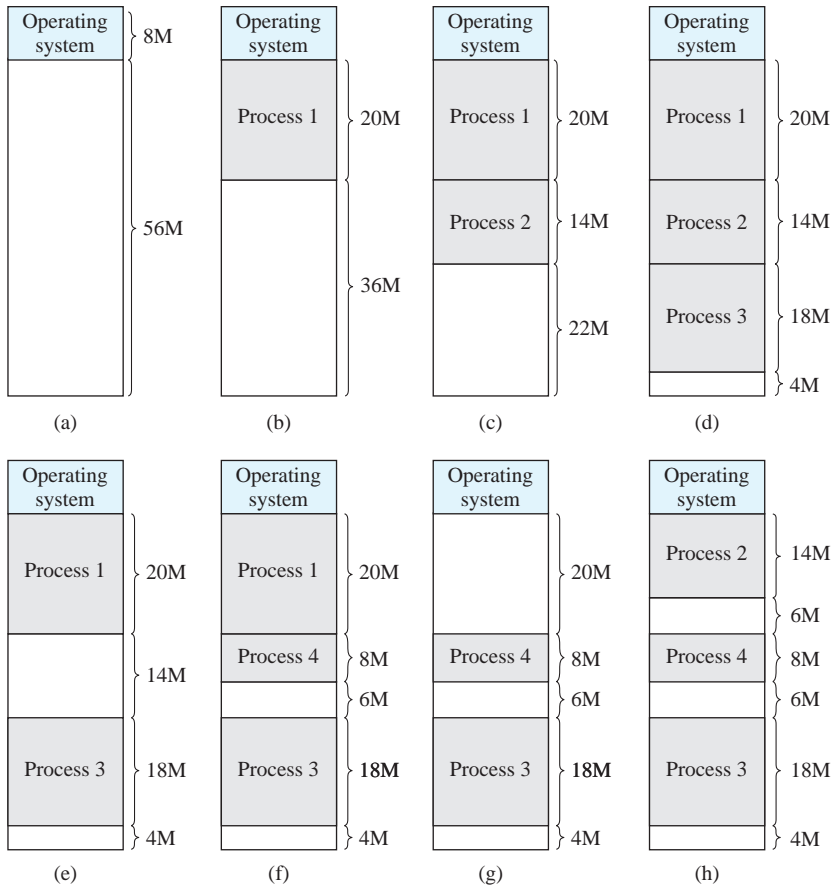 Operating
system
8M
56M
(a)
Operating
system
Process 1
20M
36M
(b)
Operating
system
Process 1
20M
Process 2
14M
22M
(c)
Operating
system
Process 1
20M
Process 2
14M
Process 3
18M
4M
(d)
Operating
system
Process 1
20M
14M
Process 3
18M
4M
(e)
Operating
system
Process 1
20M
Process 4
8M
6M
Process 3
18M
4M
(f)
Operating
system
20M
Process 4
8M
6M
Process 3
18M
4M
(g)
Operating
system
Process 2
14M
6M
Process 4
8M
6M
Process 3
18M
4M
(h)